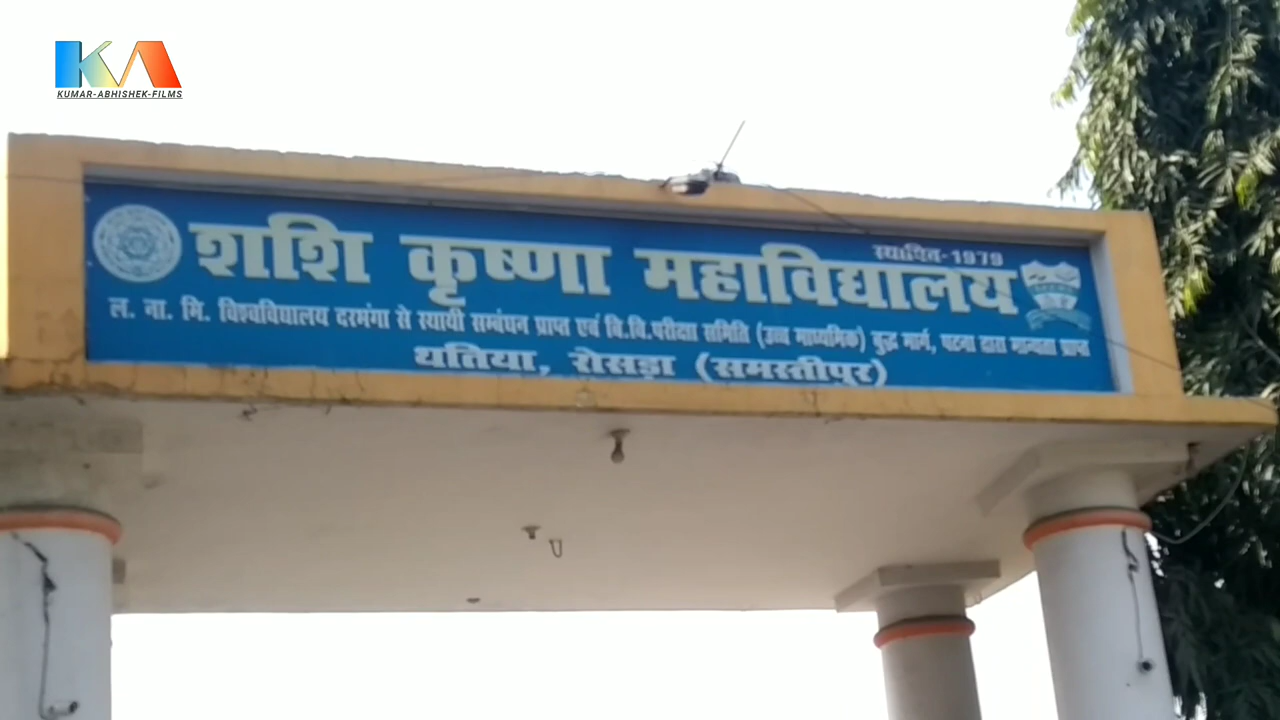 KA
KUMAR-ABHISHEK-FILMS
स्थापित-1979
शशि कृष्णा महाविद्यालय
ल. ना. मि. विश्वविद्यालय दरभंगा से स्थायी सम्बंधन प्राप्त एवं बि.वि.परीक्षा समिति (उच्च माध्यमिक) बुद्ध मार्ग, पटना द्वारा मान्यता प्राप्त
थतिया, रोसड़ा (समस्तीपुर)